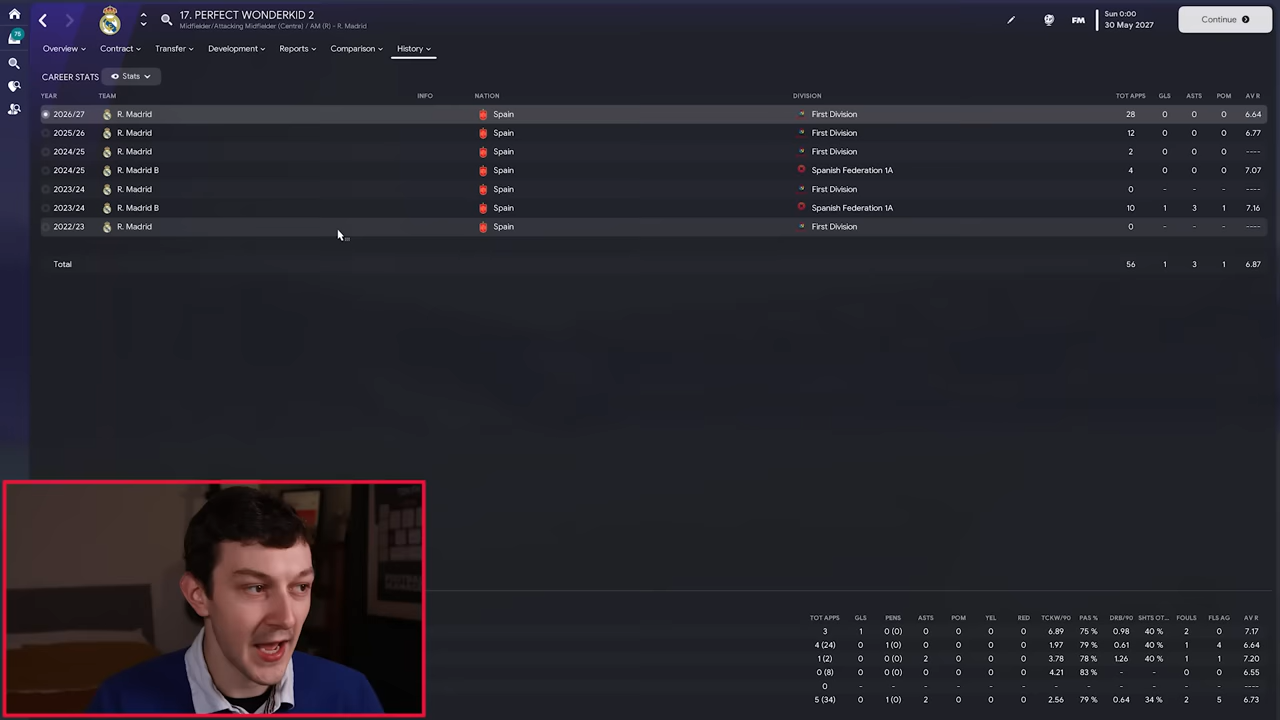 17. PERFECT WONDERKID 2
Midfielder/Attacking Midfielder (Centre) / AM (R) - R. Madrid
FM
Sun 0:00
30 May 2027
Continue
75
Overview Contract Transfer Development Reports Comparison History
CAREER STATS Stats
YEAR TEAM INFO NATION DIVISION TOT APPS GLS ASTS POM AV R
2026/27 R. Madrid Spain First Division 28 0 0 0 6.64
2025/26 R. Madrid Spain First Division 12 0 0 0 6.77
2024/25 R. Madrid Spain First Division 2 0 0 0 ----
2024/25 R. Madrid B Spain Spanish Federation 1A 4 0 0 0 7.07
2023/24 R. Madrid Spain First Division 0 - - - ----
2023/24 R. Madrid B Spain Spanish Federation 1A 10 1 3 1 7.16
2022/23 R. Madrid Spain First Division 0 - - - ----
Total 56 1 3 1 6.87
TOT APPS GLS PENS ASTS POM YEL RED TCKW/90 PAS % DRB/90 SHTS OT... FOULS FLS AG AV R
3 1 0 (0) 0 0 0 0 6.89 75 % 0.98 40 % 2 0 7.17
4 (24) 0 1 (0) 0 0 0 0 1.97 79 % 0.61 40 % 1 4 6.64
1 (2) 0 0 (0) 2 0 0 0 3.78 78 % 1.26 40 % 1 1 7.20
0 (8) 0 0 (0) 0 0 0 0 4.21 83 % - - 0 0 6.55
0 - - - - - - - - - - - - -
5 (34) 0 1 (0) 2 0 0 0 2.56 79 % 0.64 34 % 2 5 6.73